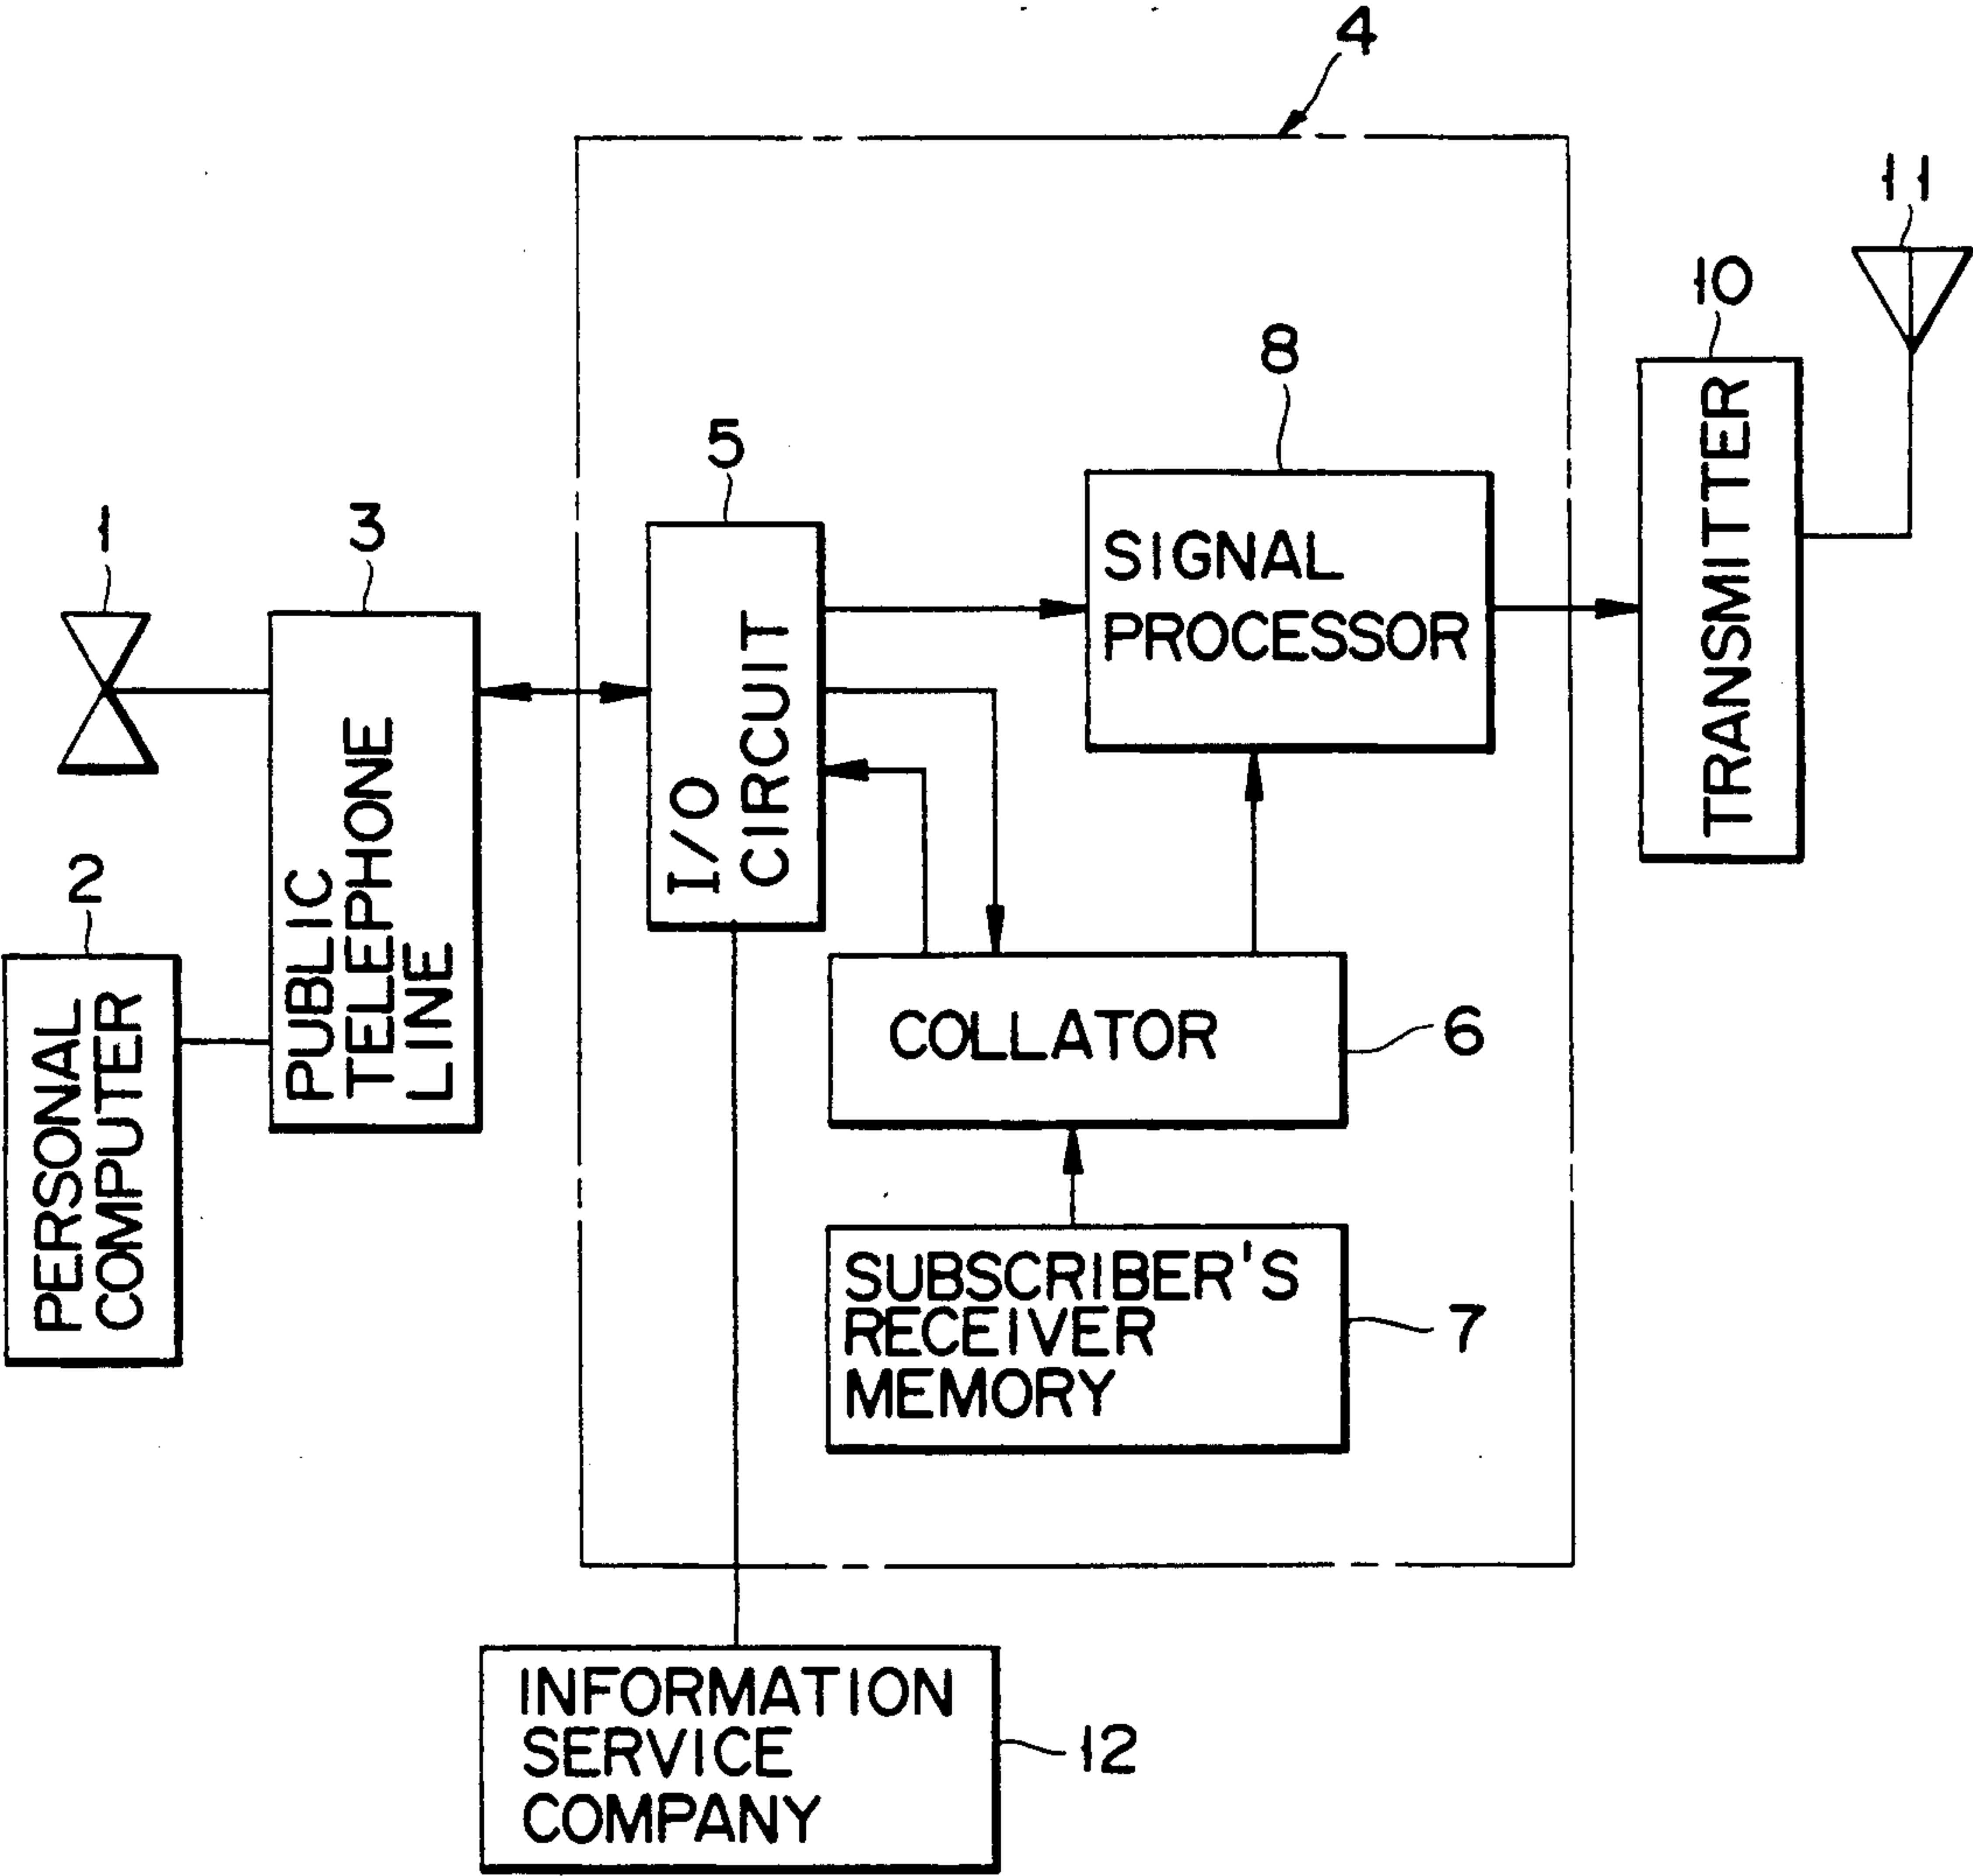 4
11
10
8
5
3
1
SIGNAL
PROCESSOR
TRANSMITTER
I/O
CIRCUIT
PUBLIC
TELEPHONE
LINE
2
PERSONAL
COMPUTER
COLLATOR
6
SUBSCRIBER'S
RECEIVER
MEMORY
7
INFORMATION
SERVICE
COMPANY
12